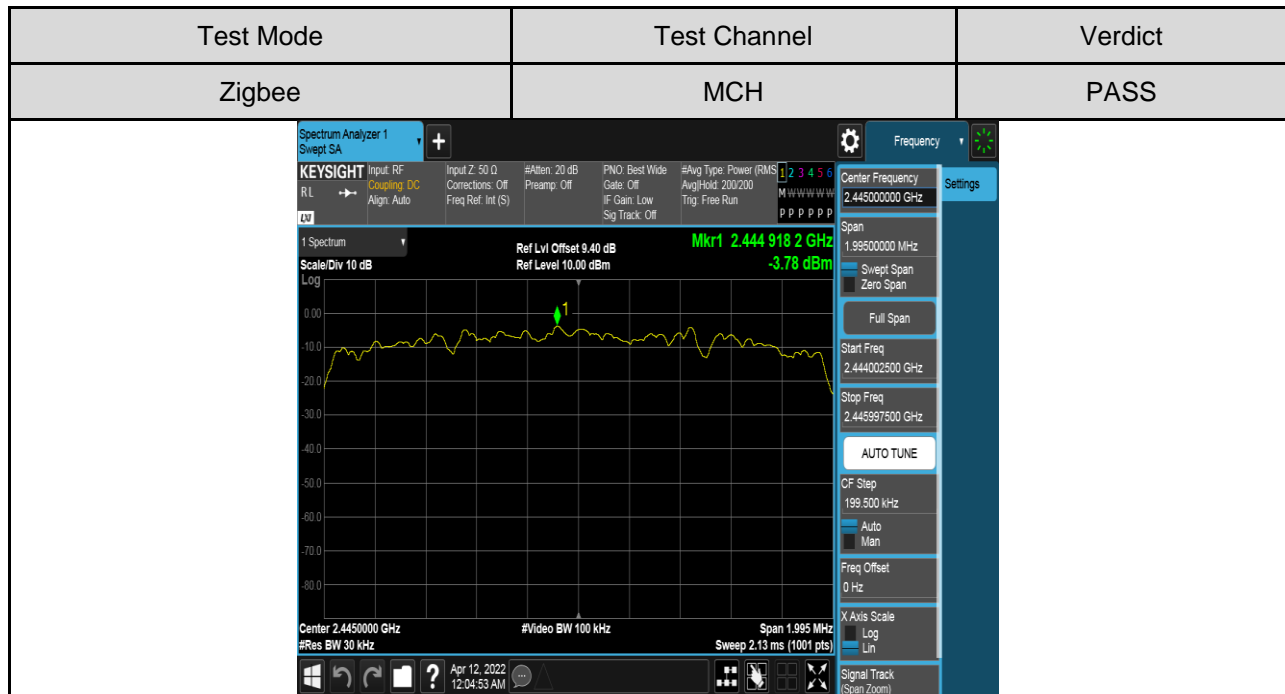 Test Mode Test Channel Verdict
Zigbee MCH PASS
Spectrum Analyzer 1
Swept SA
+
Frequency
KEYSIGHT
RL
LXI
Input: RF
Coupling: DC
Align: Auto
Input Z: 50 Ω
Corrections: Off
Freq Ref: Int (S)
#Atten: 20 dB
Preamp: Off
PNO: Best Wide
Gate: Off
IF Gain: Low
Sig Track: Off
#Avg Type: Power (RMS
Avg|Hold: 200/200
Trig: Free Run
1 2 3 4 5 6
M W W W W W
P P P P P P
1 Spectrum
Scale/Div 10 dB
Ref Lvl Offset 9.40 dB
Ref Level 10.00 dBm
Mkr1 2.444 918 2 GHz
-3.78 dBm
Log
1
0.00
-10.0
-20.0
-30.0
-40.0
-50.0
-60.0
-70.0
-80.0
Center 2.4450000 GHz
#Res BW 30 kHz
#Video BW 100 kHz
Span 1.995 MHz
Sweep 2.13 ms (1001 pts)
?
Apr 12, 2022
12:04:53 AM
Center Frequency
2.445000000 GHz
Settings
Span
1.99500000 MHz
Swept Span
Zero Span
Full Span
Start Freq
2.444002500 GHz
Stop Freq
2.445997500 GHz
AUTO TUNE
CF Step
199.500 kHz
Auto
Man
Freq Offset
0 Hz
X Axis Scale
Log
Lin
Signal Track
(Span Zoom)